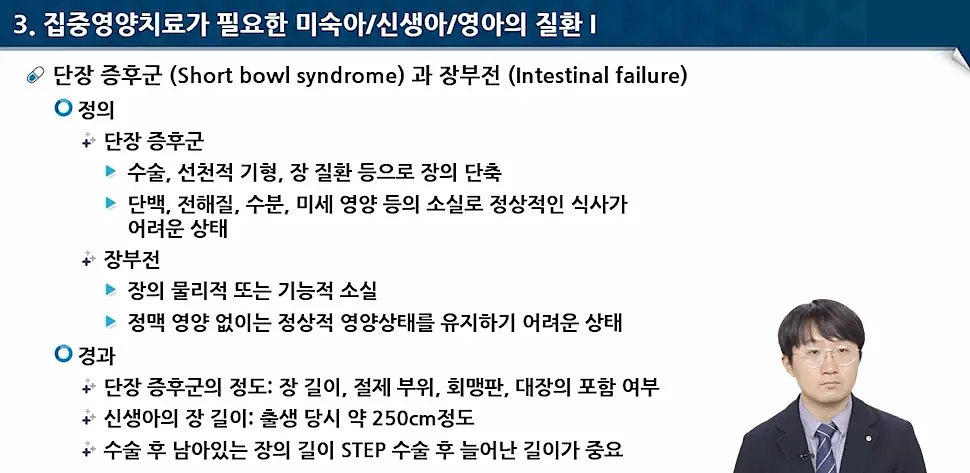 3. 집중영양치료가 필요한 미숙아/신생아/영아의 질환 I
단장 증후군 (Short bowl syndrome) 과 장부전 (Intestinal failure)
정의
단장 증후군
수술, 선천적 기형, 장 질환 등으로 장의 단축
단백, 전해질, 수분, 미세 영양 등의 소실로 정상적인 식사가
어려운 상태
장부전
장의 물리적 또는 기능적 소실
정맥 영양 없이는 정상적 영양상태를 유지하기 어려운 상태
경과
단장 증후군의 정도: 장 길이, 절제 부위, 회맹판, 대장의 포함 여부
신생아의 장 길이: 출생 당시 약 250cm정도
수술 후 남아있는 장의 길이 STEP 수술 후 늘어난 길이가 중요